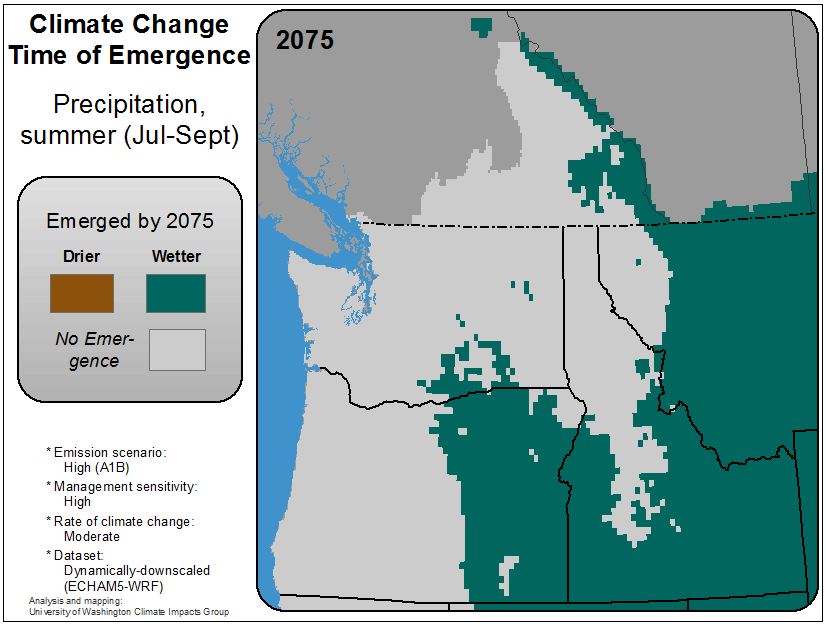 Climate Change
Time of Emergence
Precipitation,
summer (Jul-Sept)
Emerged by 2075
Drier
Wetter
No Emer-
gence
* Emission scenario:
High (A1B)
* Management sensitivity:
High
* Rate of climate change:
Moderate
* Dataset:
Dynamically-downscaled
(ECHAM5-WRF)
Analysis and mapping:
University of Washington Climate Impacts Group
2075